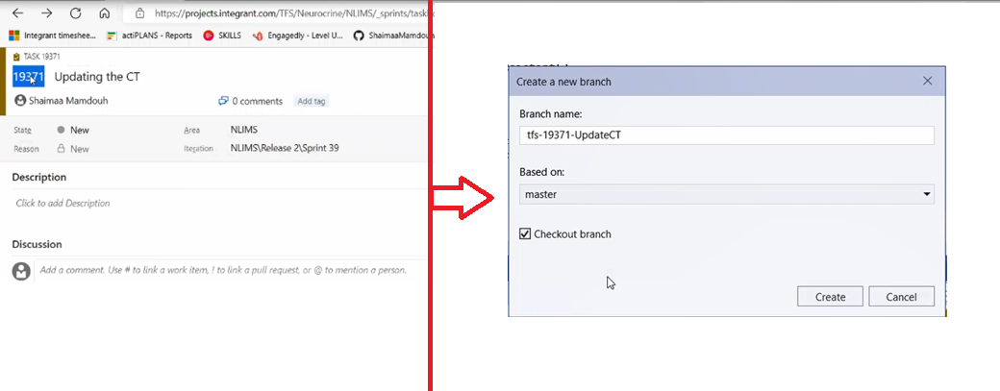 https://projects.integrant.com/TFS/Neurocrine/NLIMS/_sprints/task
Integrant timeshee... actiPLANS - Reports SKILLS Engagedly - Level U... ShaimaaMamdouh
TASK 19371
19371 Updating the CT
Shaimaa Mamdouh 0 comments Add tag
State New Area NLIMS
Reason New Iteration NLIMS\Release 2\Sprint 39
Description
Click to add Description
Discussion
Add a comment. Use # to link a work item, ! to link a pull request, or @ to mention a person.
Create a new branch
Branch name:
tfs-19371-UpdateCT
Based on:
master
Checkout branch
Create Cancel